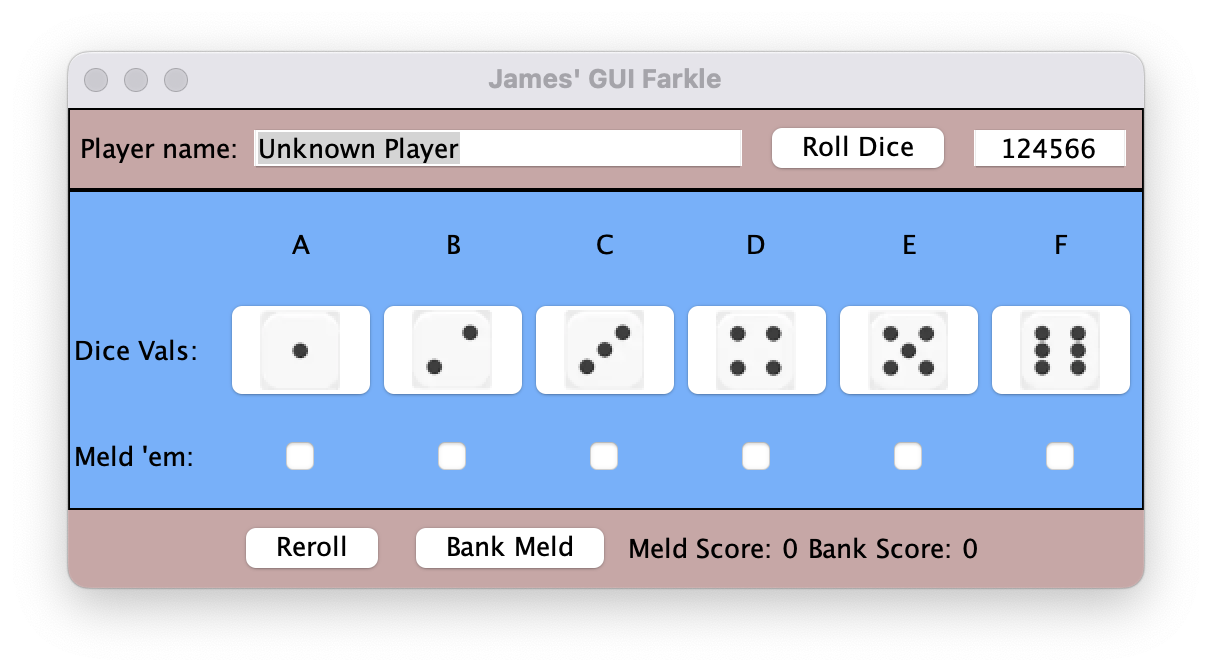 James' GUI Farkle
Player name: Unknown Player Roll Dice 124566
A B C D E F
Dice Vals:
Meld 'em:
Reroll Bank Meld Meld Score: 0 Bank Score: 0